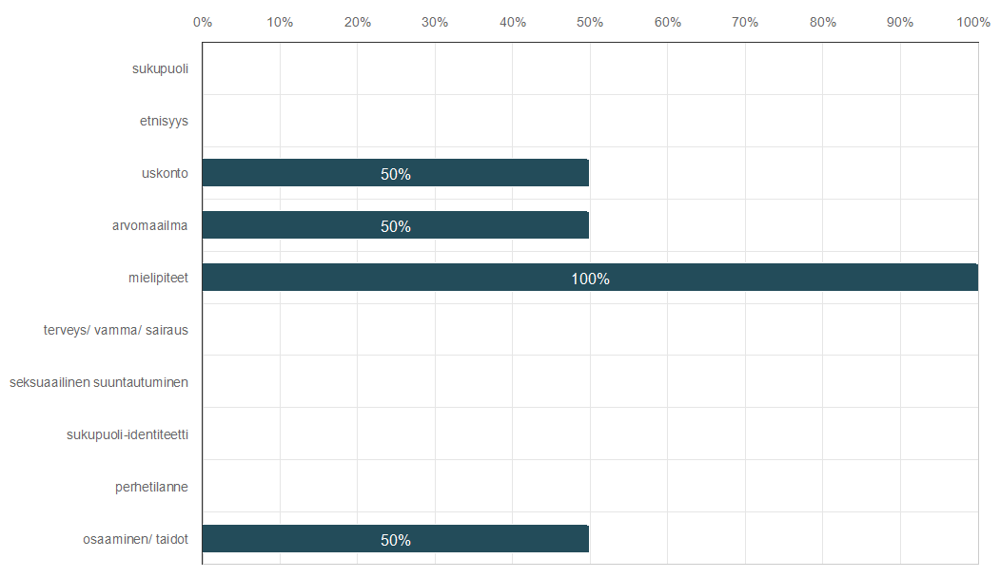 0% 10% 20% 30% 40% 50% 60% 70% 80% 90% 100%
sukupuoli
etnisyys
uskonto 50%
arvomaailma 50%
mielipiteet 100%
terveys/ vamma/ sairaus
seksuaailinen suuntautuminen
sukupuoli-identiteetti
perhetilanne
osaaminen/ taidot 50%